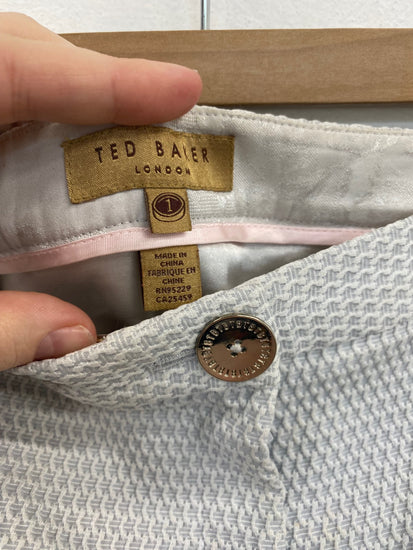 TED BAKER
LONDON
1
MADE IN
CHINA
FABRIQUE EN
CHINE
RN95229
CA25459